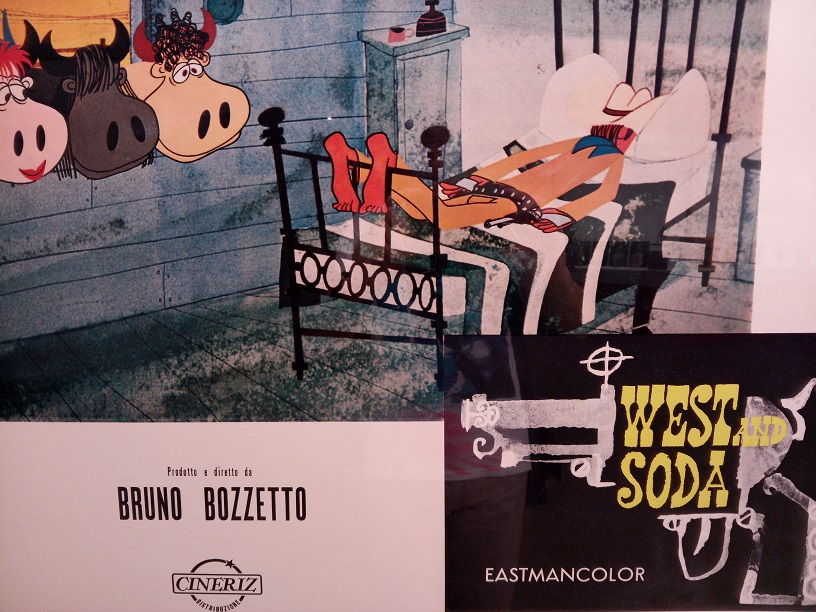 Prodotto e diretto da
BRUNO BOZZETTO
CINERIZ
DISTRIBUZIONE
WEST AND
SODA
EASTMANCOLOR